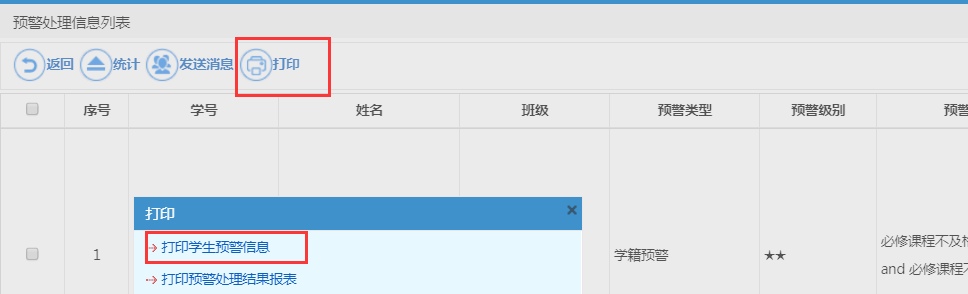 预警处理信息列表
返回 统计 发送消息 打印
序号 学号 姓名 班级 预警类型 预警级别 预警
打印
打印学生预警信息
必修课程不及格
1 学籍预警 ★★
and 必修课程不
打印预警处理结果报表